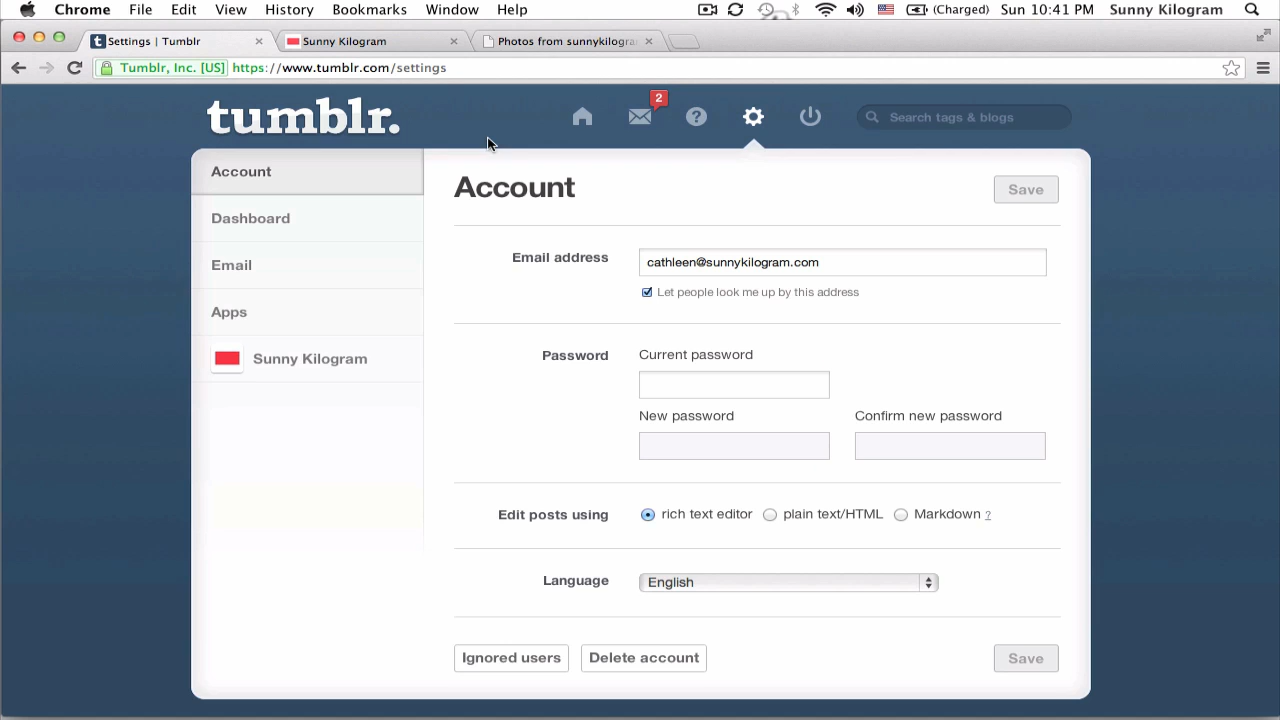 Chrome File Edit View History Bookmarks Window Help (Charged) Sun 10:41 PM Sunny Kilogram
Settings | Tumblr Sunny Kilogram Photos from sunnykilogra
Tumblr, Inc. [US] https://www.tumblr.com/settings
tumblr. 2 ? Search tags & blogs
Account
Dashboard
Email
Apps
Sunny Kilogram
Account Save
Email address cathleen@sunnykilogram.com
Let people look me up by this address
Password Current password
New password Confirm new password
Edit posts using rich text editor plain text/HTML Markdown ?
Language English
Ignored users Delete account Save